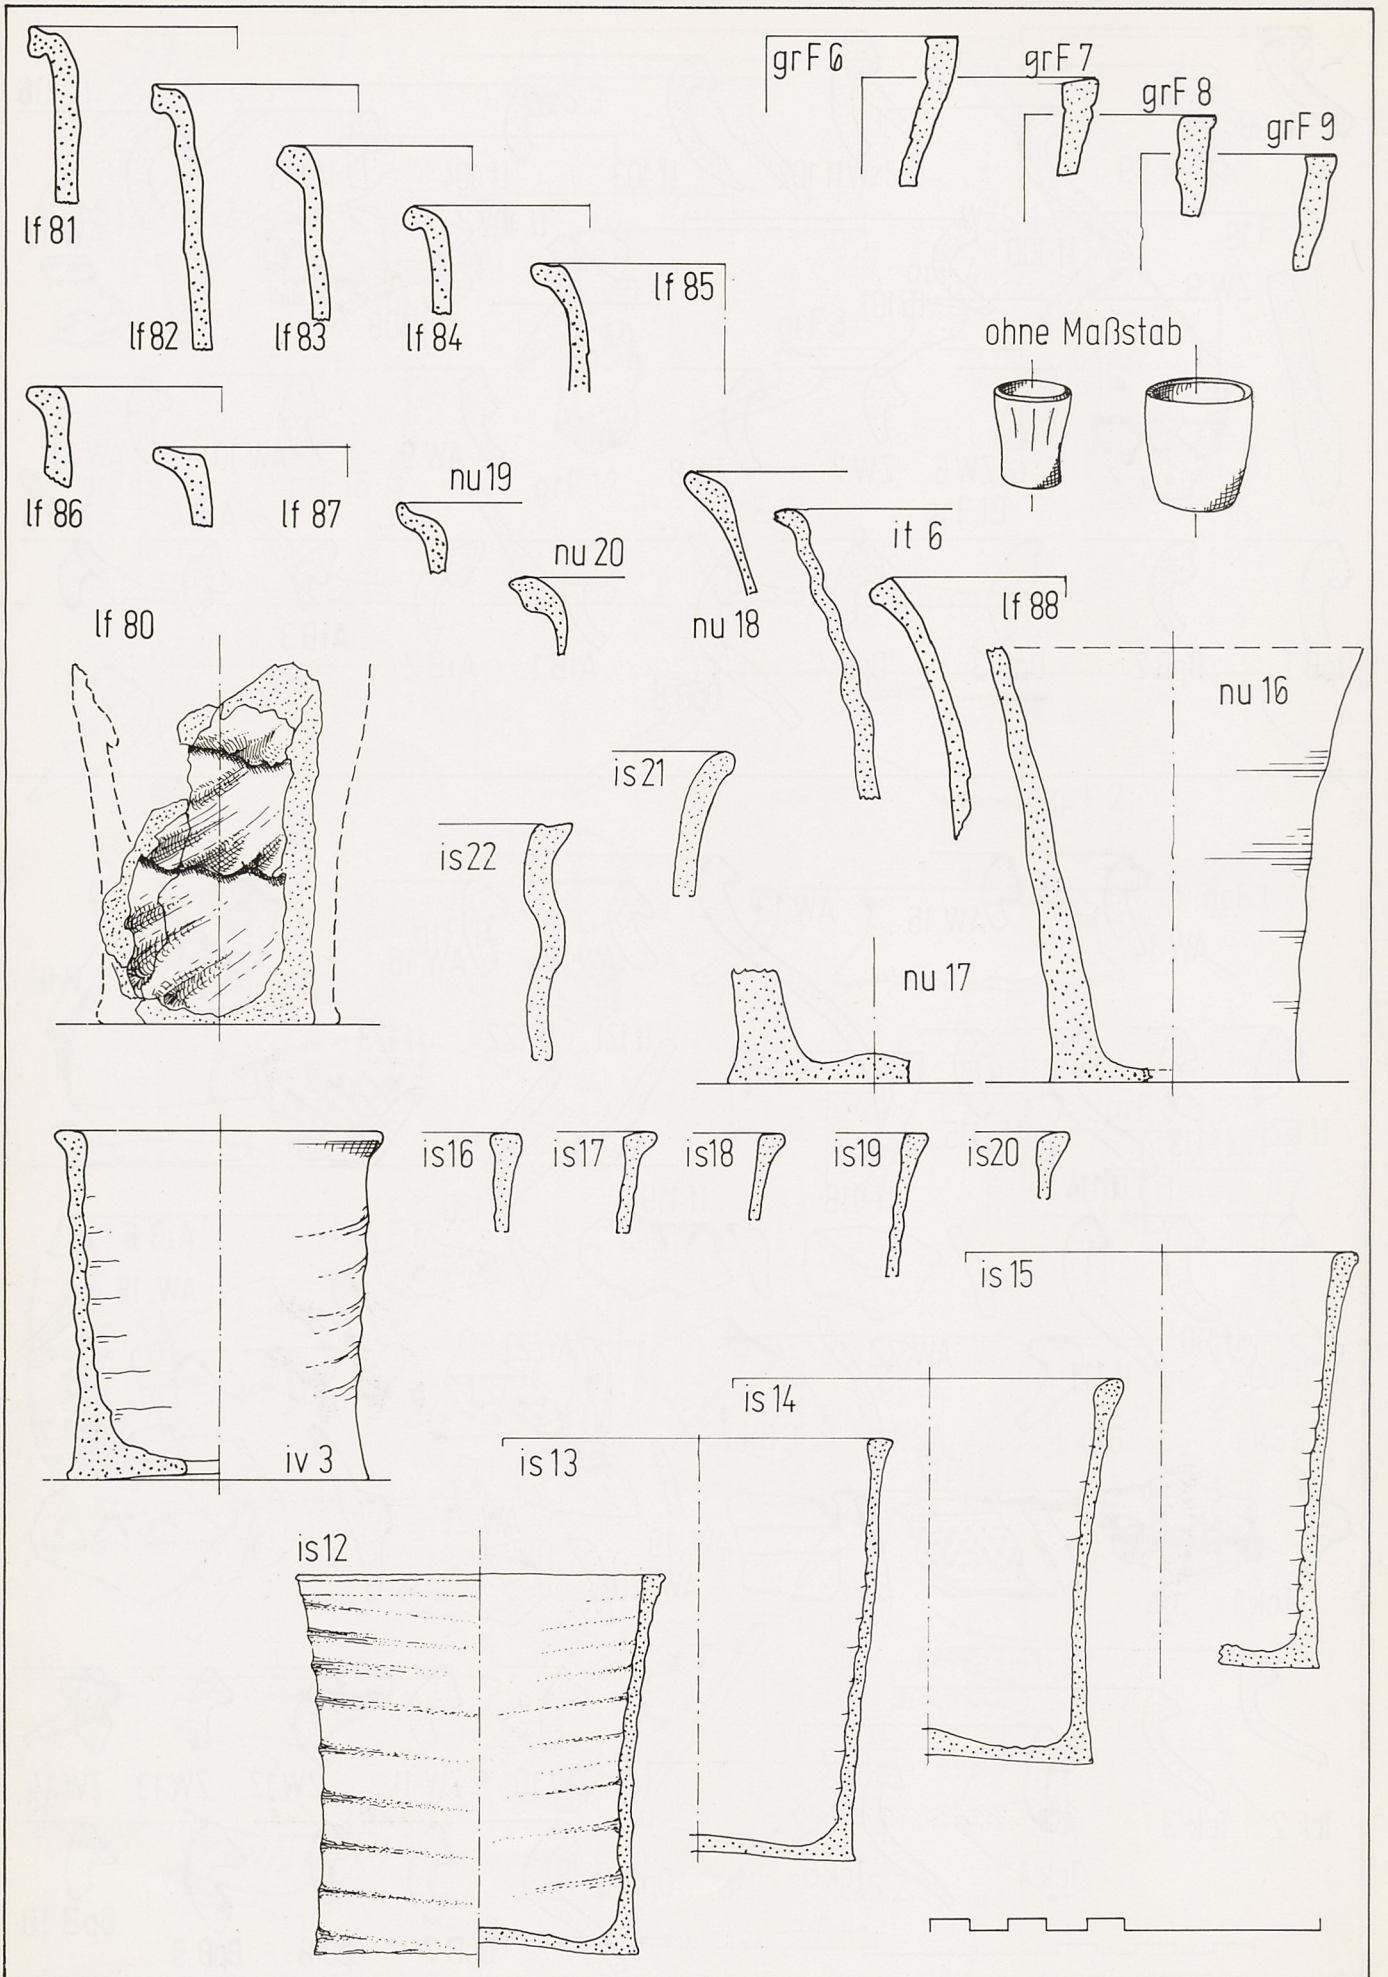 grF 6
grF 7
grF 8
grF 9
lf 81
lf 82
lf 83
lf 84
lf 85
ohne Maßstab
lf 86
lf 87
nu 19
nu 20
nu 18
it 6
lf 88
lf 80
nu 16
is 21
is 22
nu 17
is 16
is 17
is 18
is 19
is 20
is 15
is 14
iv 3
is 13
is 12